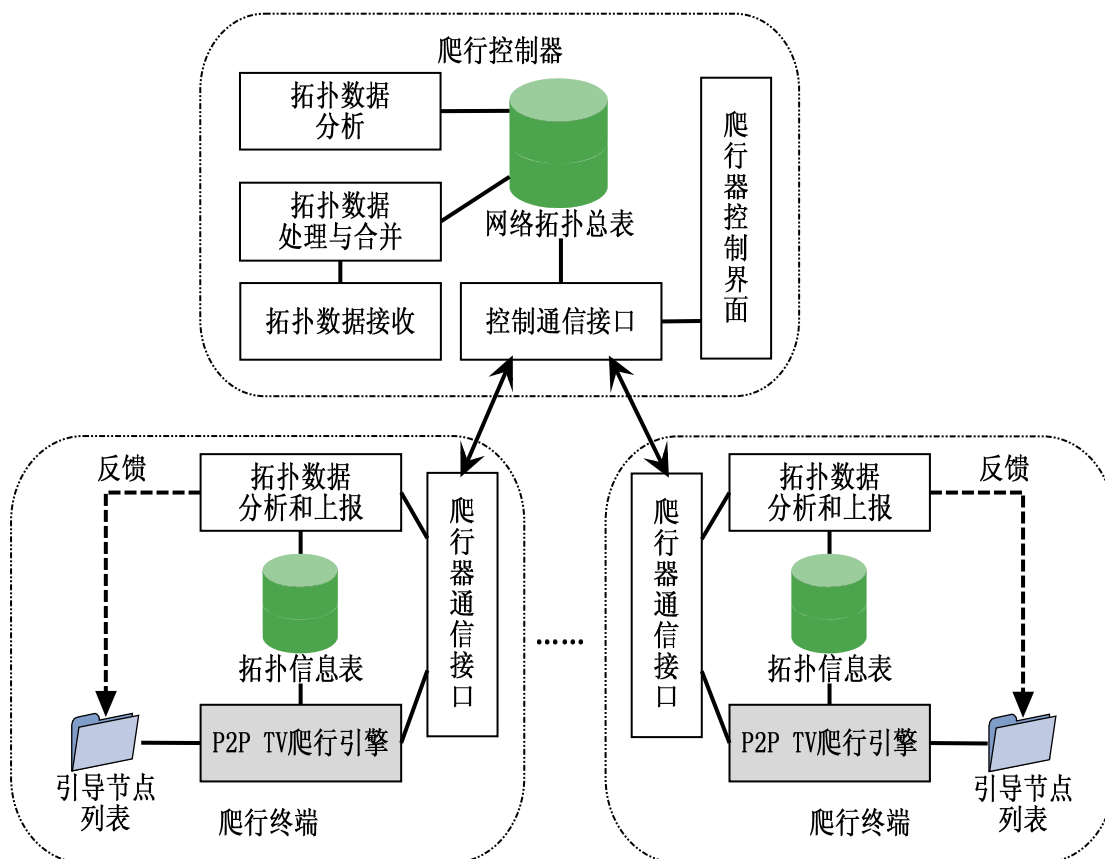 爬行控制器
拓扑数据
分析
拓扑数据
处理与合并
拓扑数据接收
网络拓扑总表
控制通信接口
爬行器控制界面
反馈
拓扑数据
分析和上报
拓扑信息表
P2P TV爬行引擎
引导节点
列表
爬行器通信接口
爬行终端
……
爬行器通信接口
拓扑数据
分析和上报
反馈
拓扑信息表
P2P TV爬行引擎
引导节点
列表
爬行终端